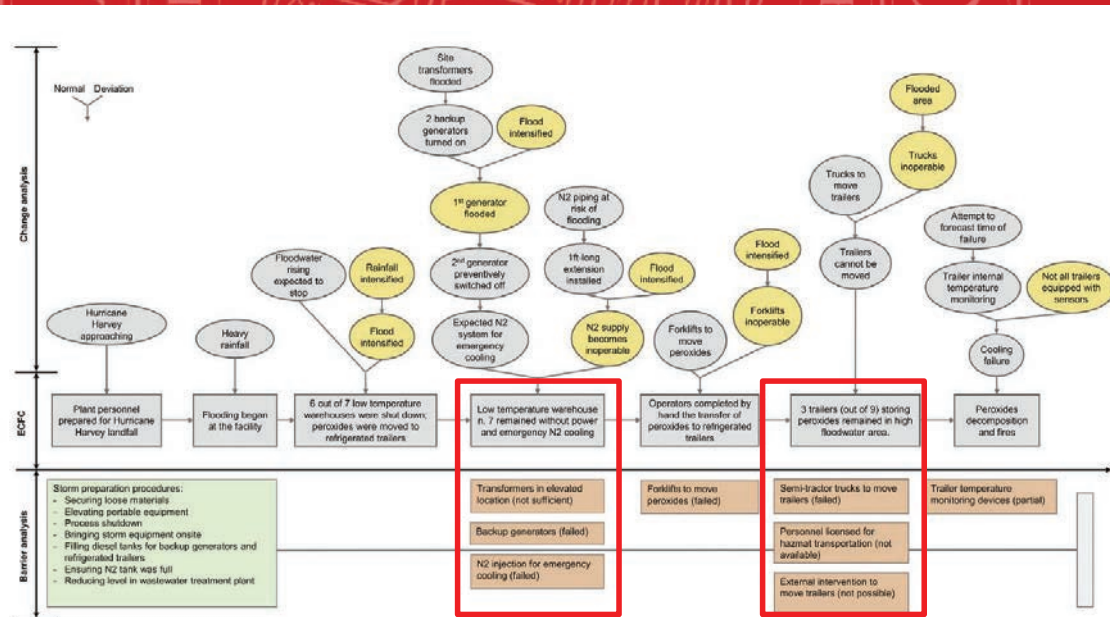 Normal Deviation
Change analysis
Site
transformers
flooded
2 backup
generators
turned on
Flood
intensified
1st generator
flooded
2nd generator
preventively
switched off
Expected N2
system for
emergency
cooling
N2 piping at
risk of
flooding
1ft-long
extension
installed
Flood
intensified
N2 supply
becomes
inoperable
Hurricane
Harvey
approaching
Heavy
rainfall
Floodwater
rising
expected to
stop
Rainfall
intensified
Flood
intensified
Forklifts to
move
peroxides
Flood
intensified
Forklifts
inoperable
Flooded
area
Trucks
inoperable
Trucks to
move
trailers
Trailers
cannot be
moved
Attempt to
forecast time of
failure
Trailer internal
temperature
monitoring
Not all trailers
equipped with
sensors
Cooling
failure
ECFC
Plant personnel
prepared for Hurricane
Harvey landfall
Flooding began
at the facility
6 out of 7 low temperature
warehouses were shut down;
peroxides were moved to
refrigerated trailers
Low temperature warehouse
n. 7 remained without power
and emergency N2 cooling
Operators completed by
hand the transfer of
peroxides to refrigerated
trailers
3 trailers (out of 9) storing
peroxides remained in high
floodwater area.
Peroxides
decomposition
and fires
Barrier analysis
Storm preparation procedures:
- Securing loose materials
- Elevating portable equipment
- Process shutdown
- Bringing storm equipment onsite
- Filling diesel tanks for backup generators and
refrigerated trailers
- Ensuring N2 tank was full
- Reducing level in wastewater treatment plant
Transformers in elevated
location (not sufficient)
Backup generators (failed)
N2 injection for emergency
cooling (failed)
Forklifts to move
peroxides (failed)
Semi-tractor trucks to move
trailers (failed)
Personnel licensed for
hazmat transportation (not
available)
External intervention to
move trailers (not possible)
Trailer temperature
monitoring devices (partial)